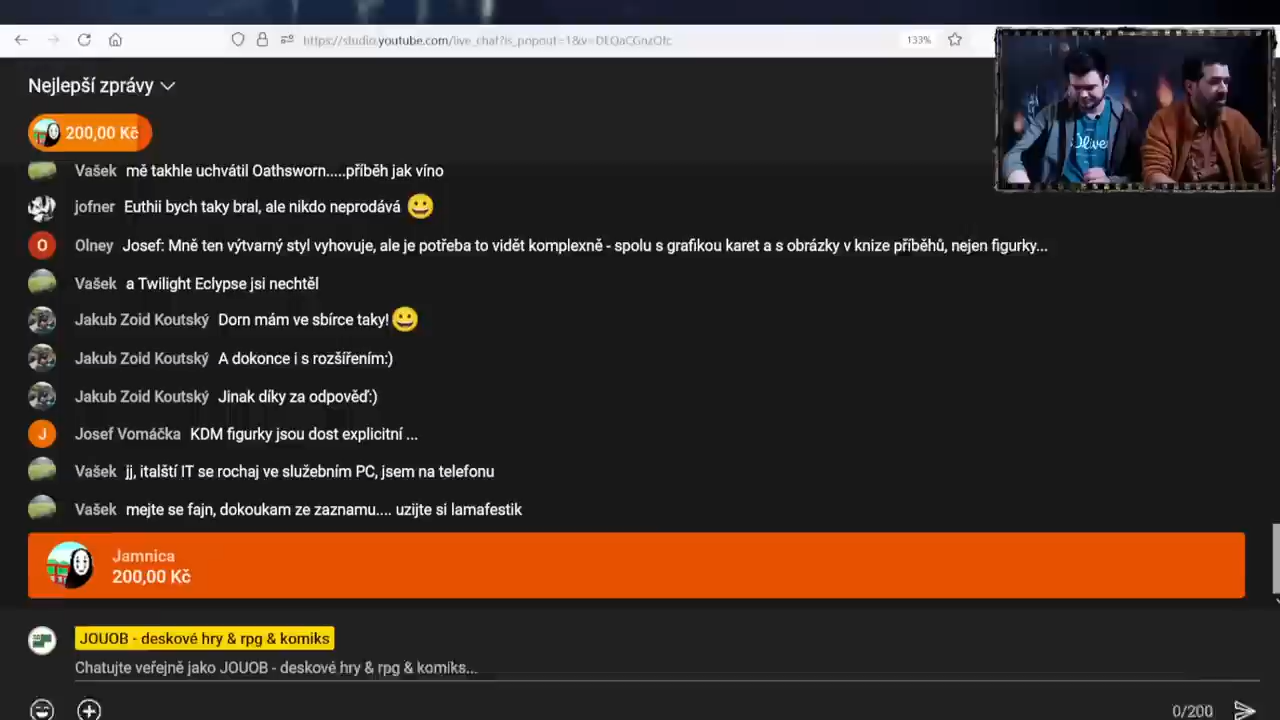 https://studio.youtube.com/live_chat?is_popout=1&v=
133%
Nejlepší zprávy
200,00 Kč
Vašek mě takhle uchvátil Oathsworn.....příběh jak víno
jofner Euthii bych taky bral, ale nikdo neprodává
O Olney Josef: Mně ten výtvarný styl vyhovuje, ale je potřeba to vidět komplexně - spolu s grafikou karet a s obrázky v knize příběhů, nejen figurky...
Vašek a Twilight Eclypse jsi nechtěl
Jakub Zoid Koutský Dorn mám ve sbírce taky!
Jakub Zoid Koutský A dokonce i s rozšířením:)
Jakub Zoid Koutský Jinak díky za odpověď:)
J Josef Vomáčka KDM figurky jsou dost explicitní ...
Vašek jj, italští IT se rochaj ve služebním PC, jsem na telefonu
Vašek mejte se fajn, dokoukam ze zaznamu.... uzijte si lamafestik
Jamnica
200,00 Kč
JOUOB - deskové hry & rpg & komiks
Chatujte veřejně jako JOUOB - deskové hry & rpg & komiks...
0/200